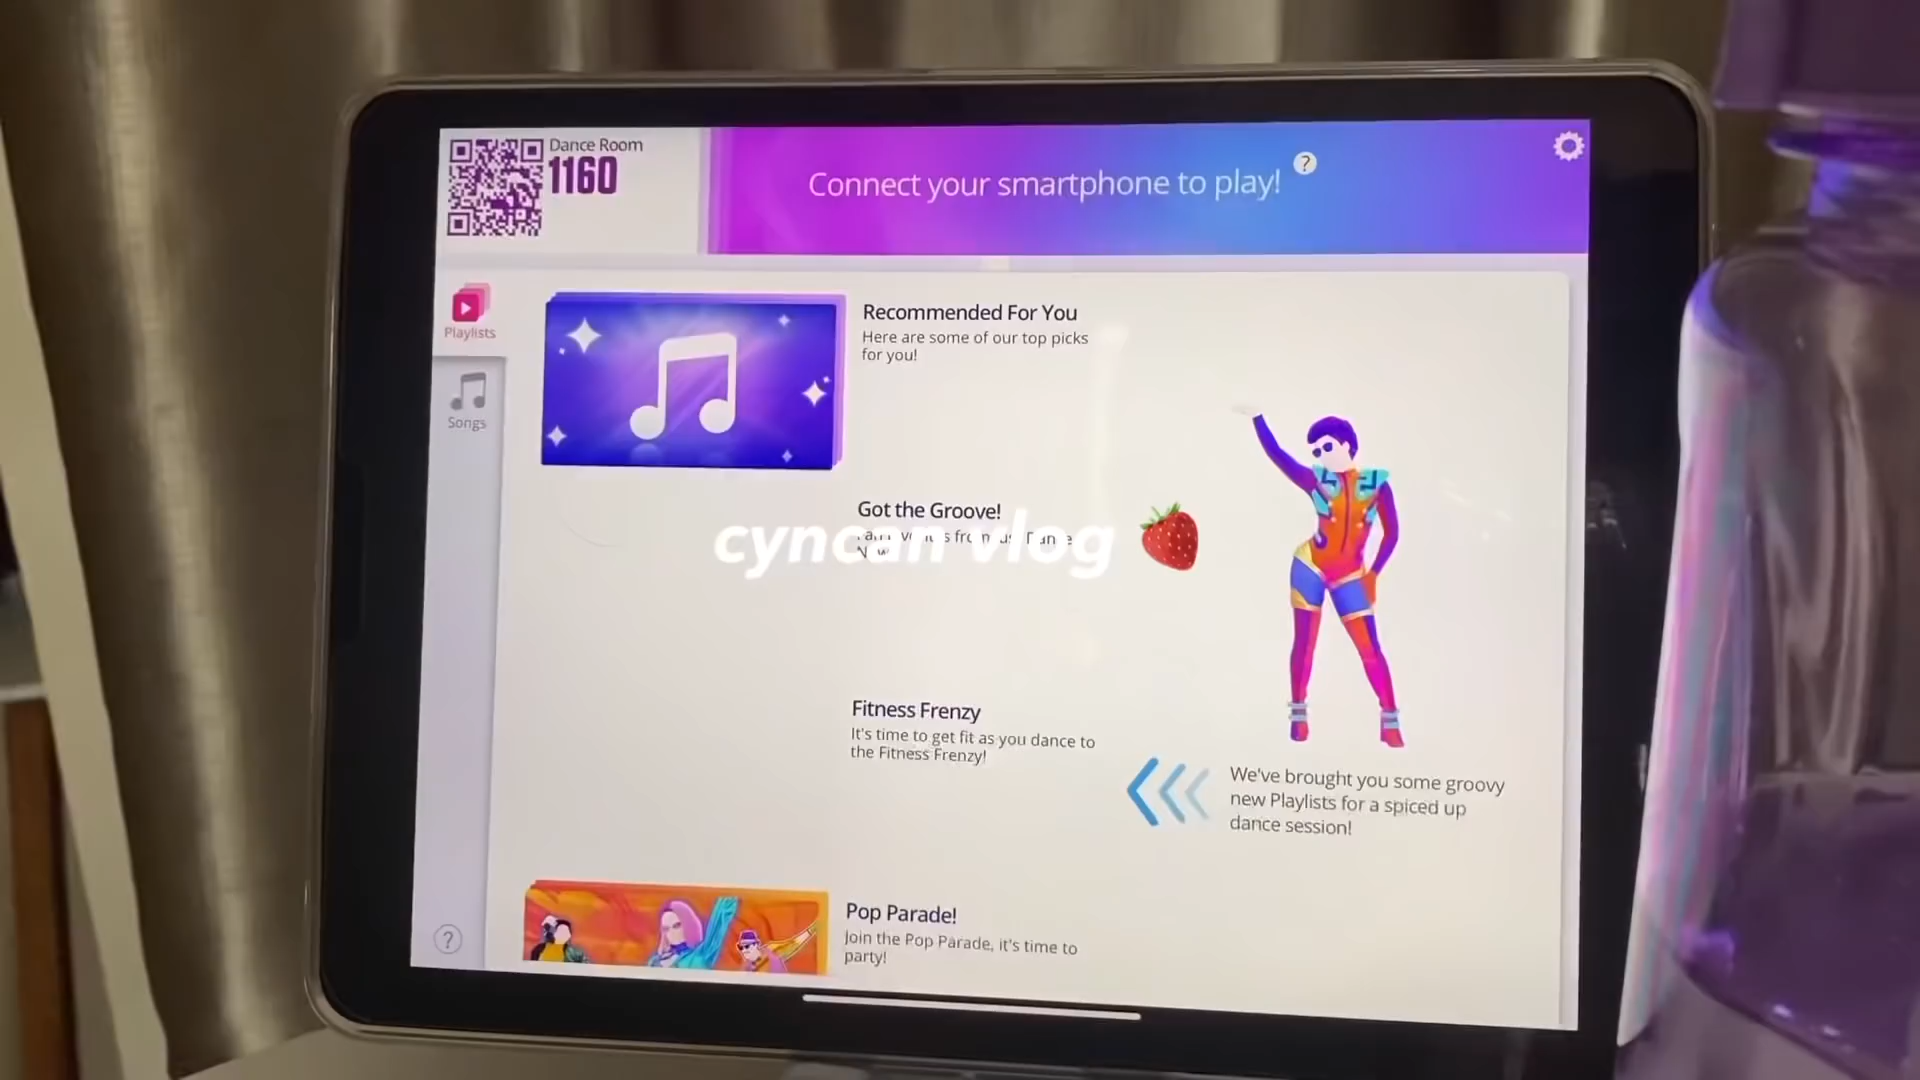 Dance Room
1160
Connect your smartphone to play!
?
Playlists
Songs
Recommended For You
Here are some of our top picks
for you!
Got the Groove!
cyncan vlog
Fitness Frenzy
It's time to get fit as you dance to
the Fitness Frenzy!
We've brought you some groovy
new Playlists for a spiced up
dance session!
Pop Parade!
Join the Pop Parade, it's time to
party!
?